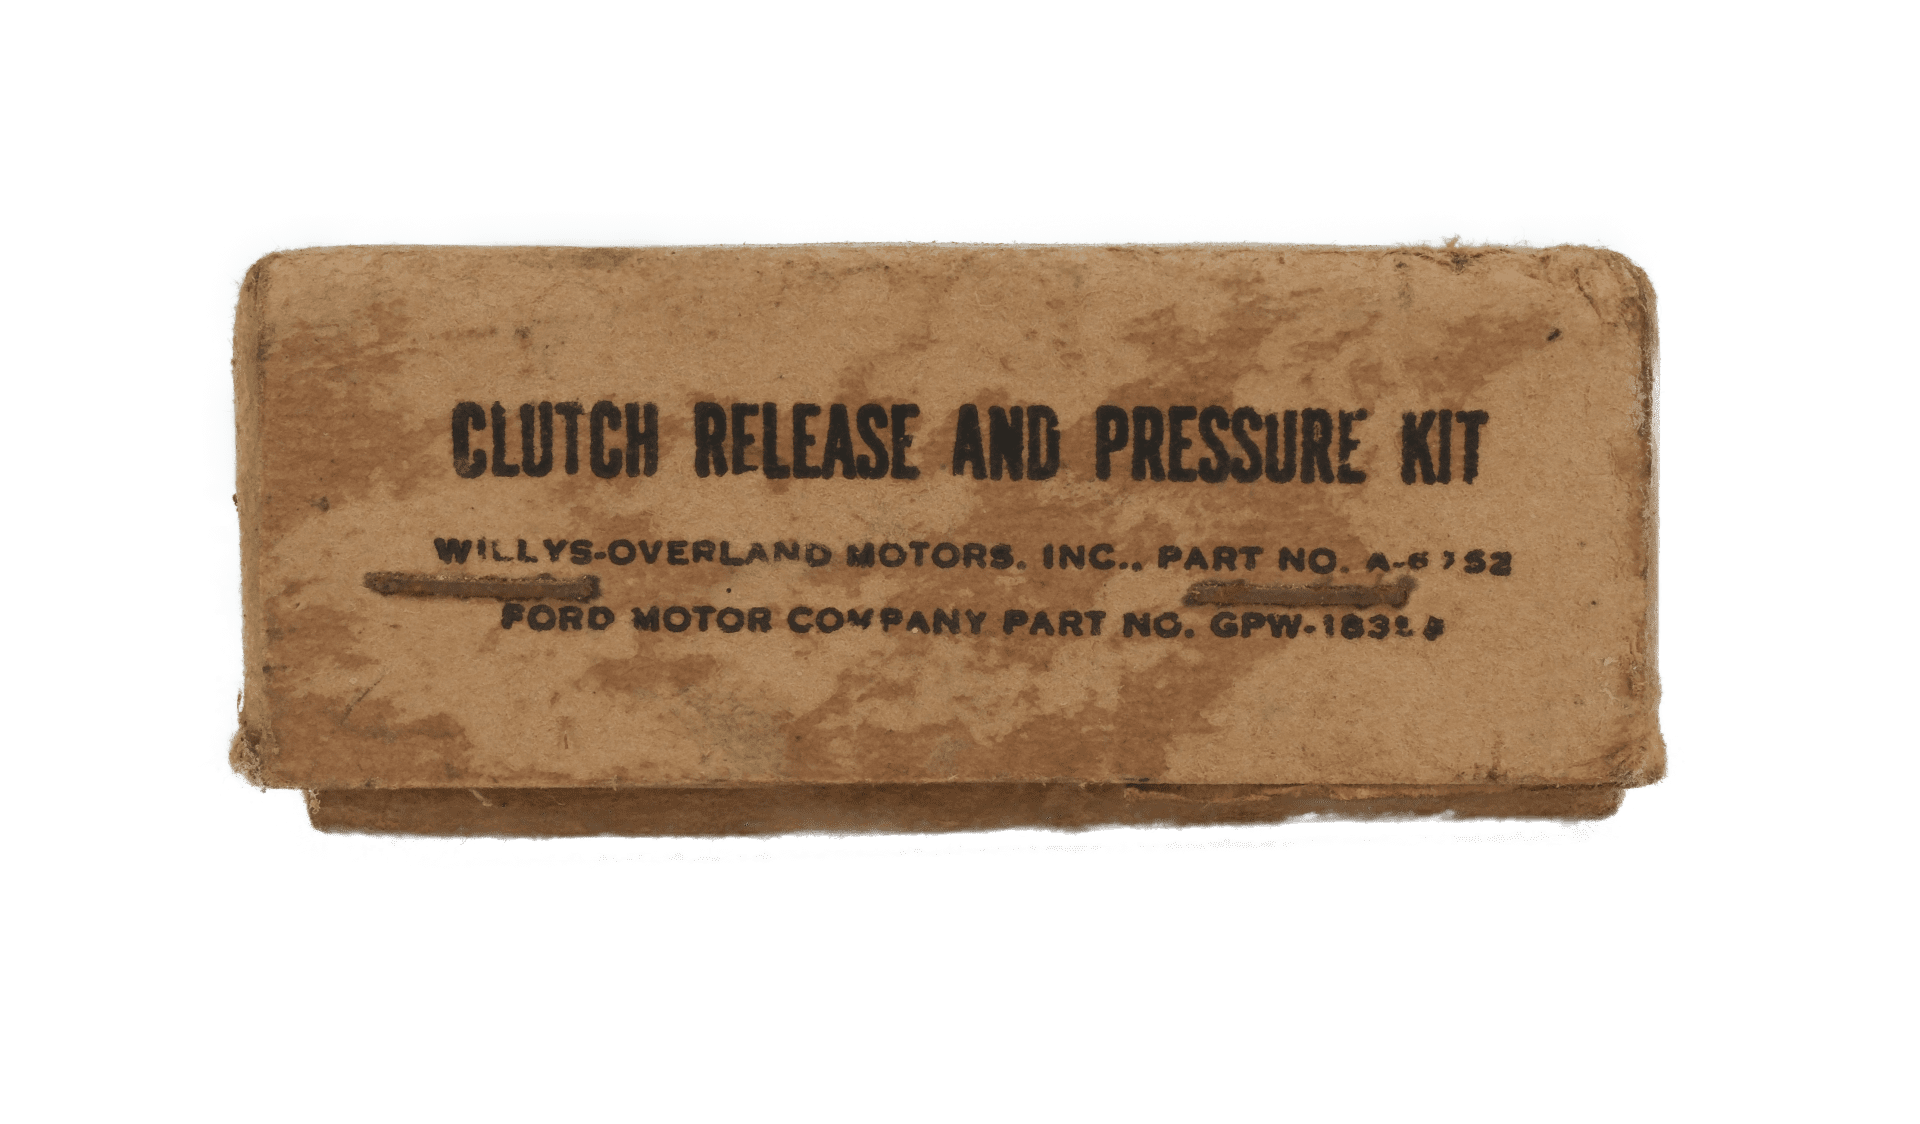 CLUTCH RELEASE AND PRESSURE KIT
WILLYS-OVERLAND MOTORS. INC., PART NO.
FORD MOTOR COMPANY PART NO.